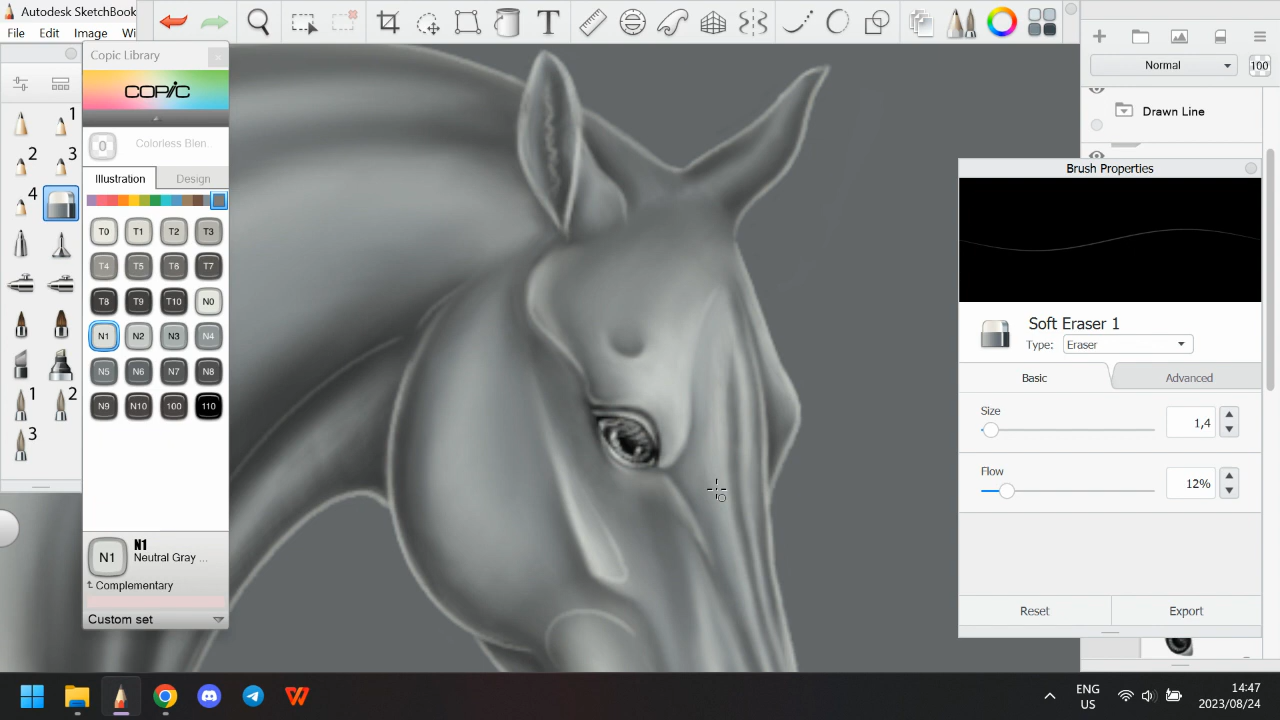 Autodesk SketchBook
File Edit Image Wi
T
Copic Library
COPIC
0 Colorless Blen..
Illustration Design
T0 T1 T2 T3
T4 T5 T6 T7
T8 T9 T10 N0
N1 N2 N3 N4
N5 N6 N7 N8
N9 N10 100 110
N1
N1
Neutral Gray ...
Complementary
Custom set
1
2 3
4
1 2
3
Normal 100
Drawn Line
Brush Properties
Soft Eraser 1
Type: Eraser
Basic Advanced
Size
1,4
Flow
12%
Reset Export
ENG
US
14:47
2023/08/24